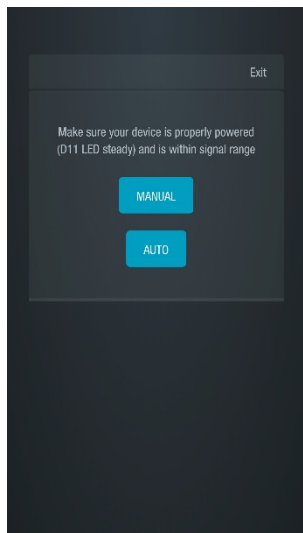 Exit
Make sure your device is properly powered
(D11 LED steady) and is within signal range
MANUAL
AUTO